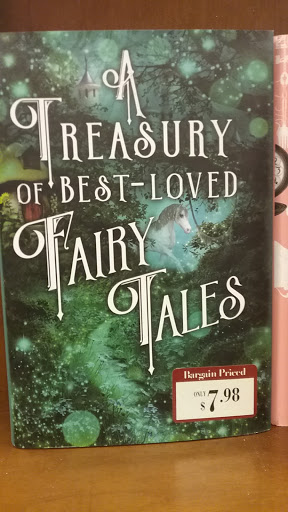 A
TREASURY
OF BEST-LOVED
FAIRY
TALES
Bargain Priced
ONLY
$7.98